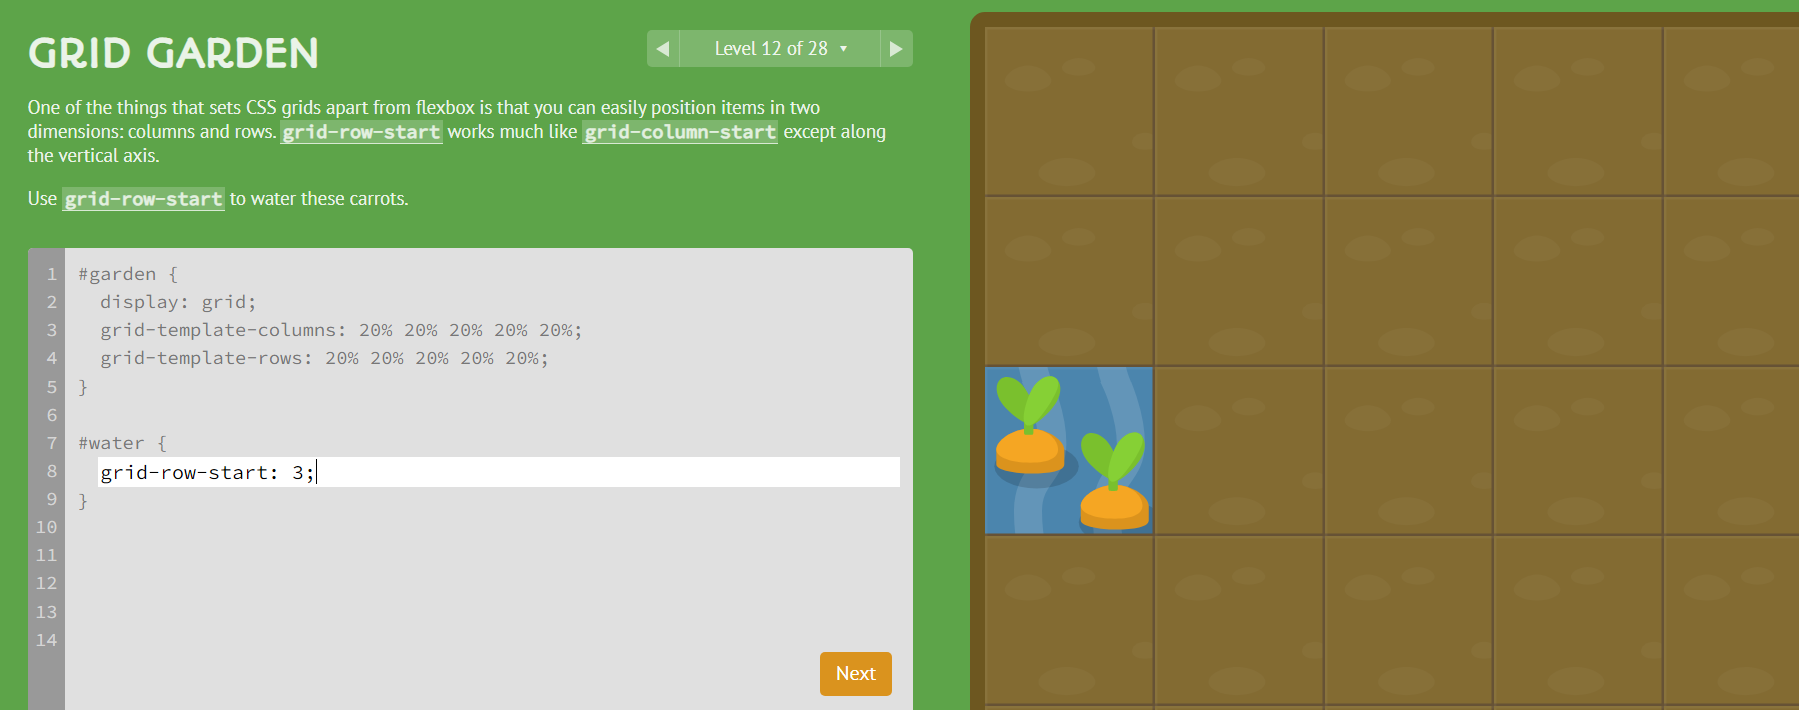 GRID GARDEN
◀ Level 12 of 28 ▼ ▶
One of the things that sets CSS grids apart from flexbox is that you can easily position items in two
dimensions: columns and rows. grid-row-start works much like grid-column-start except along
the vertical axis.
Use grid-row-start to water these carrots.
1 #garden {
2   display: grid;
3   grid-template-columns: 20% 20% 20% 20% 20%;
4   grid-template-rows: 20% 20% 20% 20% 20%;
5 }
6
7 #water {
8   grid-row-start: 3;
9 }
10
11
12
13
14
Next